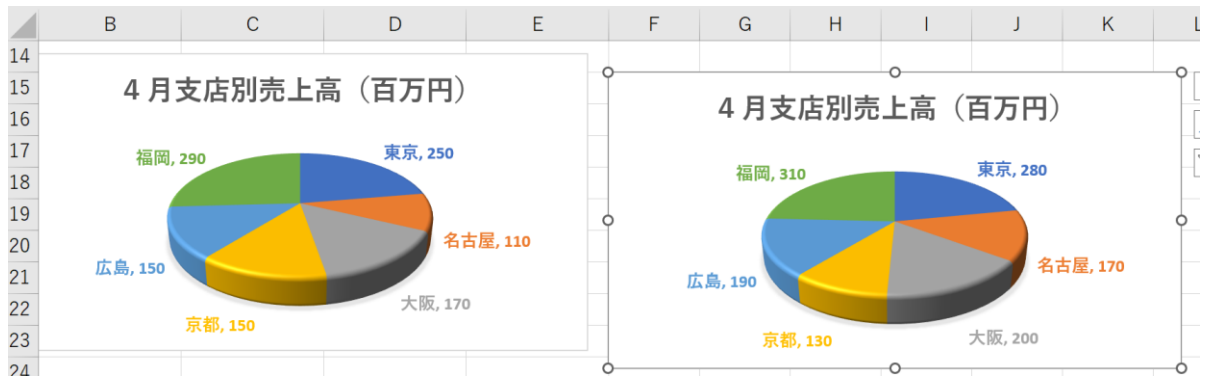 B C D E F G H I J K L
14
15
16
17
18
19
20
21
22
23
24
4 月支店別売上高（百万円）
福岡, 290
東京, 250
名古屋, 110
広島, 150
大阪, 170
京都, 150
4 月支店別売上高（百万円）
福岡, 310
東京, 280
名古屋, 170
広島, 190
大阪, 200
京都, 130